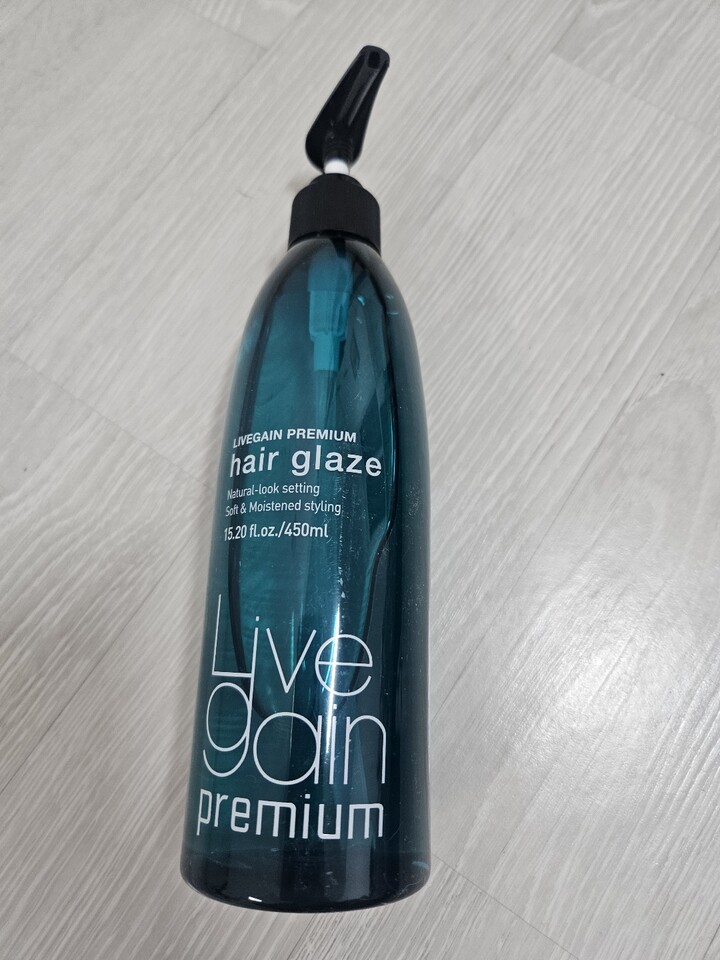 LIVEGAIN PREMIUM
hair glaze
Natural-look setting
Soft & Moistened styling
15.20 fl.oz./450ml
Live
gain
premium